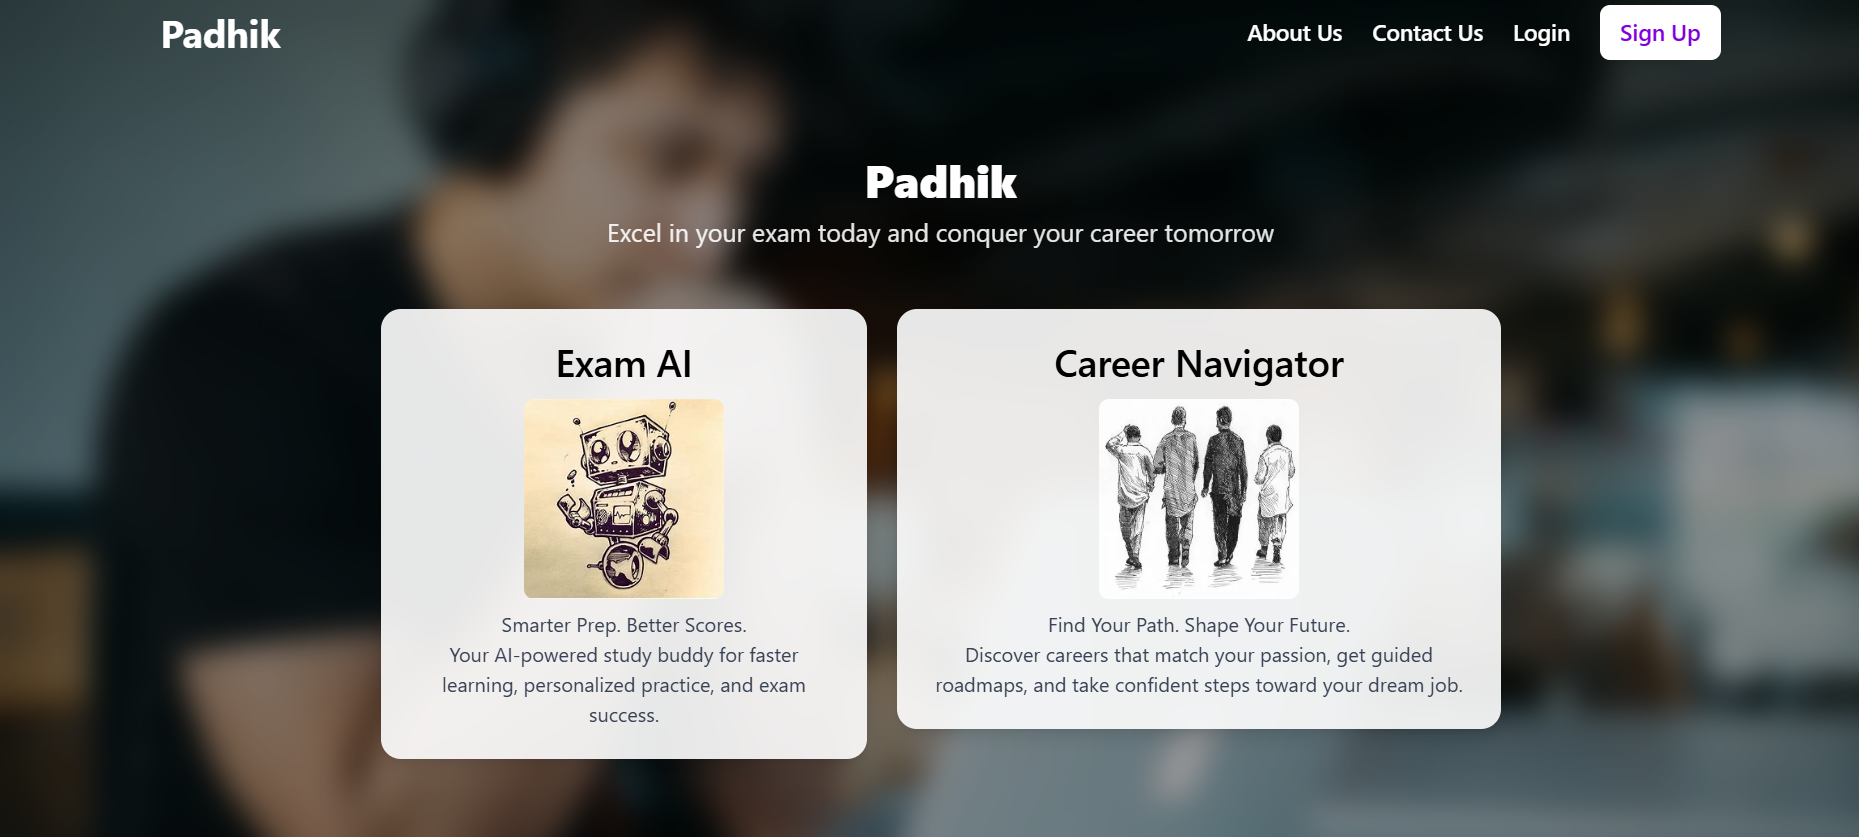 Padhik
About Us
Contact Us
Login
Sign Up
Padhik
Excel in your exam today and conquer your career tomorrow
Exam AI
Smarter Prep. Better Scores.
Your AI-powered study buddy for faster
learning, personalized practice, and exam
success.
Career Navigator
Find Your Path. Shape Your Future.
Discover careers that match your passion, get guided
roadmaps, and take confident steps toward your dream job.